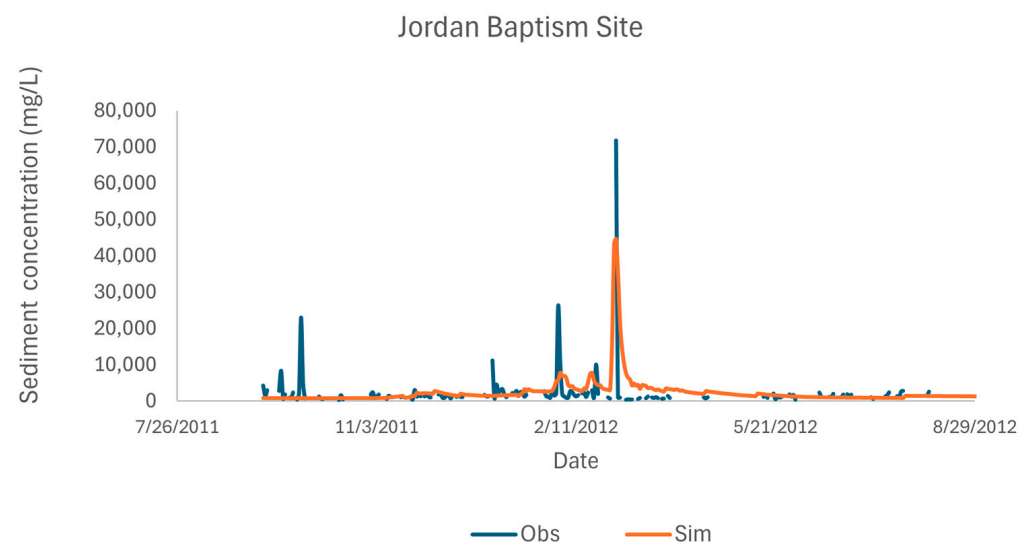 Jordan Baptism Site
Sediment concentration (mg/L)
80,000
70,000
60,000
50,000
40,000
30,000
20,000
10,000
0
7/26/2011 11/3/2011 2/11/2012 5/21/2012 8/29/2012
Date
Obs Sim